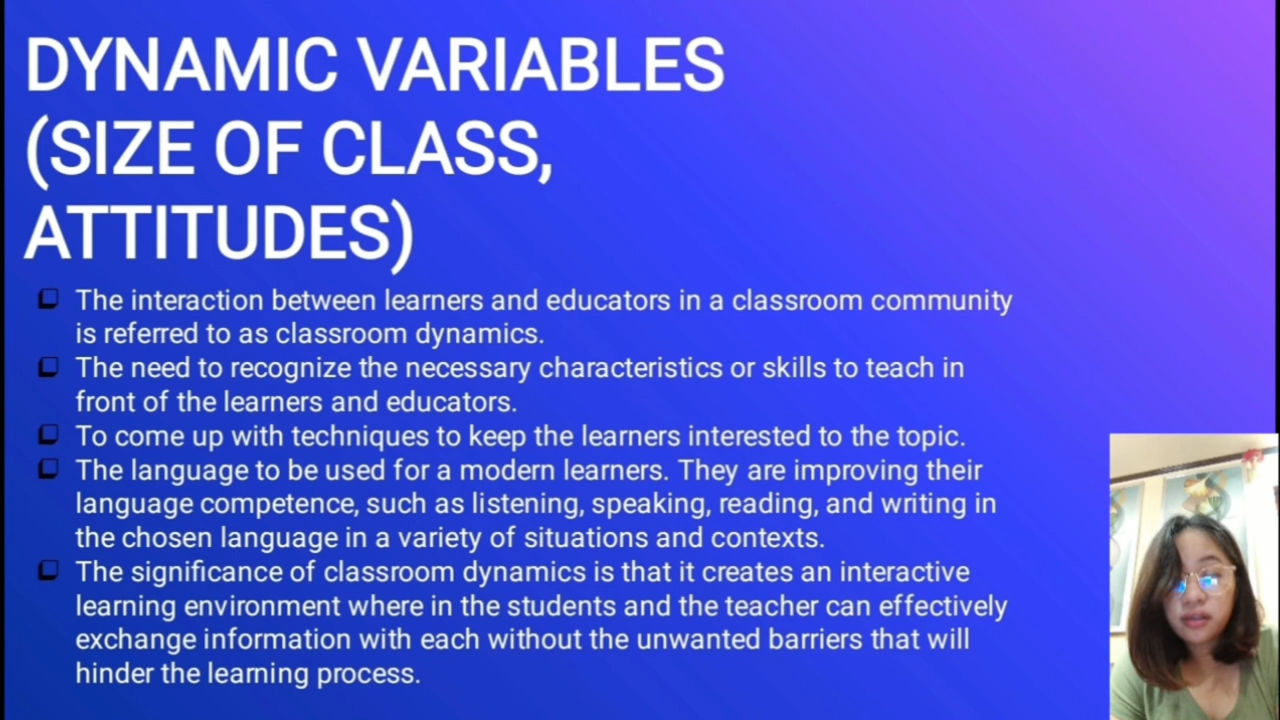 DYNAMIC VARIABLES
(SIZE OF CLASS,
ATTITUDES)
The interaction between learners and educators in a classroom community
is referred to as classroom dynamics.
The need to recognize the necessary characteristics or skills to teach in
front of the learners and educators.
To come up with techniques to keep the learners interested to the topic.
The language to be used for a modern learners. They are improving their
language competence, such as listening, speaking, reading, and writing in
the chosen language in a variety of situations and contexts.
The significance of classroom dynamics is that it creates an interactive
learning environment where in the students and the teacher can effectively
exchange information with each without the unwanted barriers that will
hinder the learning process.